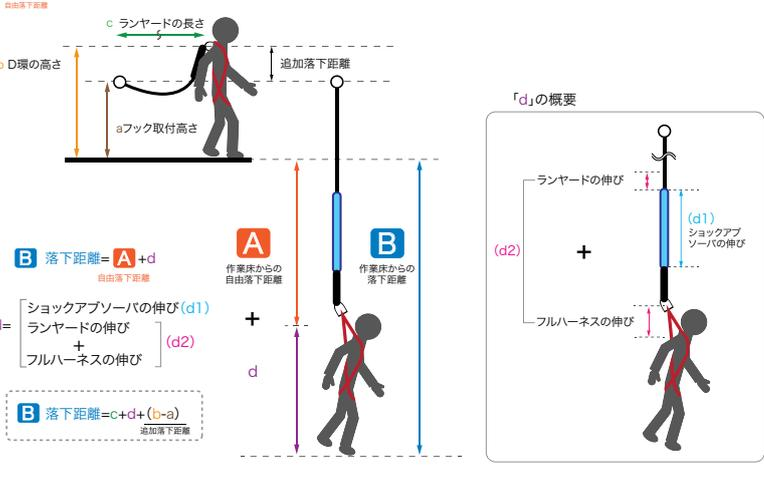 自由落下距離
c ランヤードの長さ
b D環の高さ
追加落下距離
aフック取付高さ
「d」の概要
ランヤードの伸び
(d1)
ショックアブ
ソーバの伸び
(d2)
+
フルハーネスの伸び
A
作業床からの
自由落下距離
B
作業床からの
落下距離
+
d
B 落下距離=A+d
自由落下距離
d=
ショックアブソーバの伸び(d1)
ランヤードの伸び
+
フルハーネスの伸び
(d2)
B 落下距離=c+d+(b-a)
追加落下距離